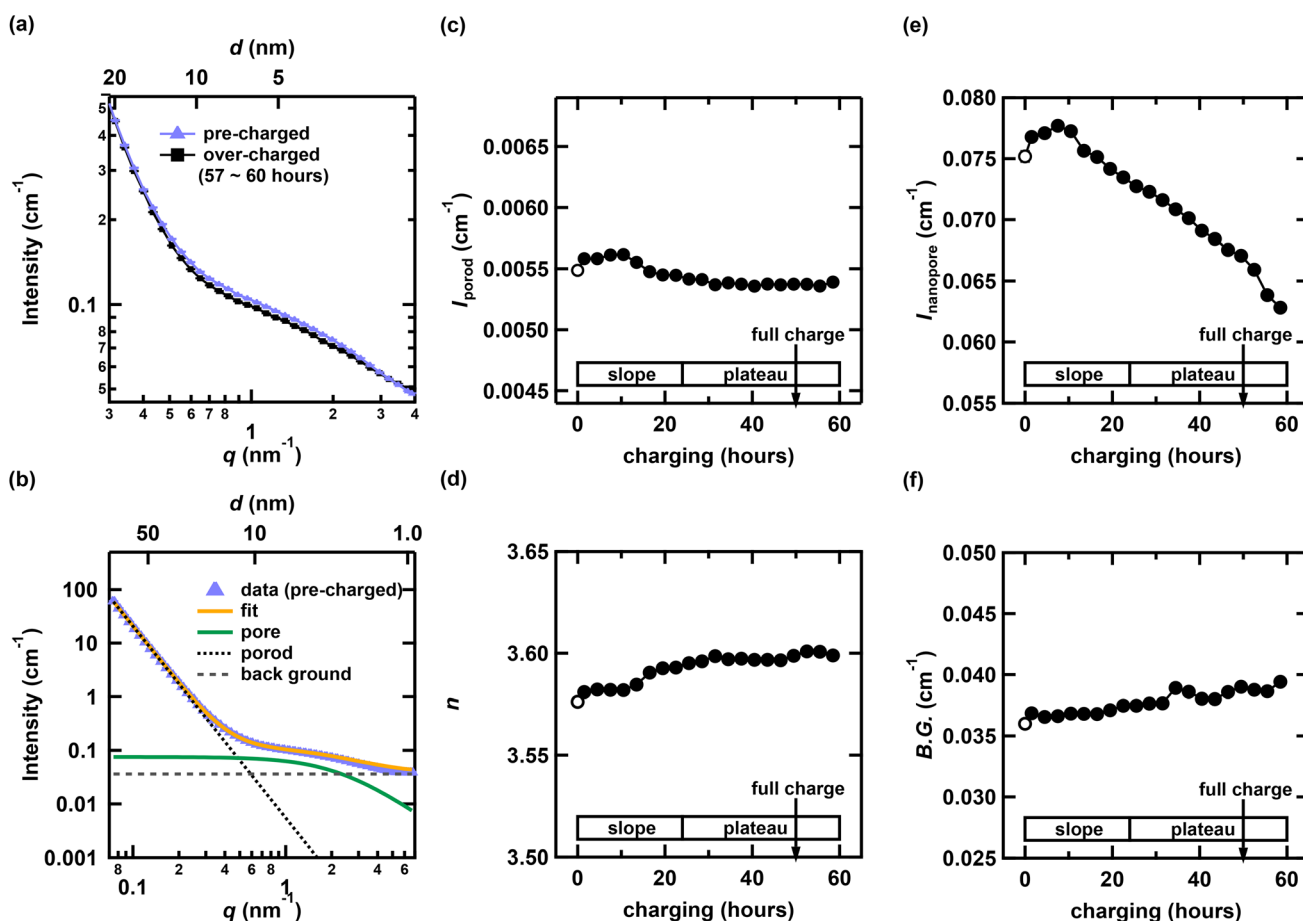 (a)
d (nm)
20 10 5
5
4
3
2
0.1
8
7
6
5
Intensity (cm⁻¹)
pre-charged
over-charged
(57 ~ 60 hours)
3 4 5 6 7 8 1 2 3 4
q (nm⁻¹)
(b)
d (nm)
50 10 1.0
100
10
1
0.1
0.01
0.001
Intensity (cm⁻¹)
data (pre-charged)
fit
pore
porod
back ground
8 0.1 2 4 6 8 1 2 4 6
q (nm⁻¹)
(c)
0.0065
0.0060
0.0055
0.0050
0.0045
I porod (cm⁻¹)
full charge
slope plateau
0 20 40 60
charging (hours)
(d)
3.65
3.60
3.55
3.50
n
full charge
slope plateau
0 20 40 60
charging (hours)
(e)
0.080
0.075
0.070
0.065
0.060
0.055
I nanopore (cm⁻¹)
full charge
slope plateau
0 20 40 60
charging (hours)
(f)
0.050
0.045
0.040
0.035
0.030
0.025
B.G. (cm⁻¹)
full charge
slope plateau
0 20 40 60
charging (hours)